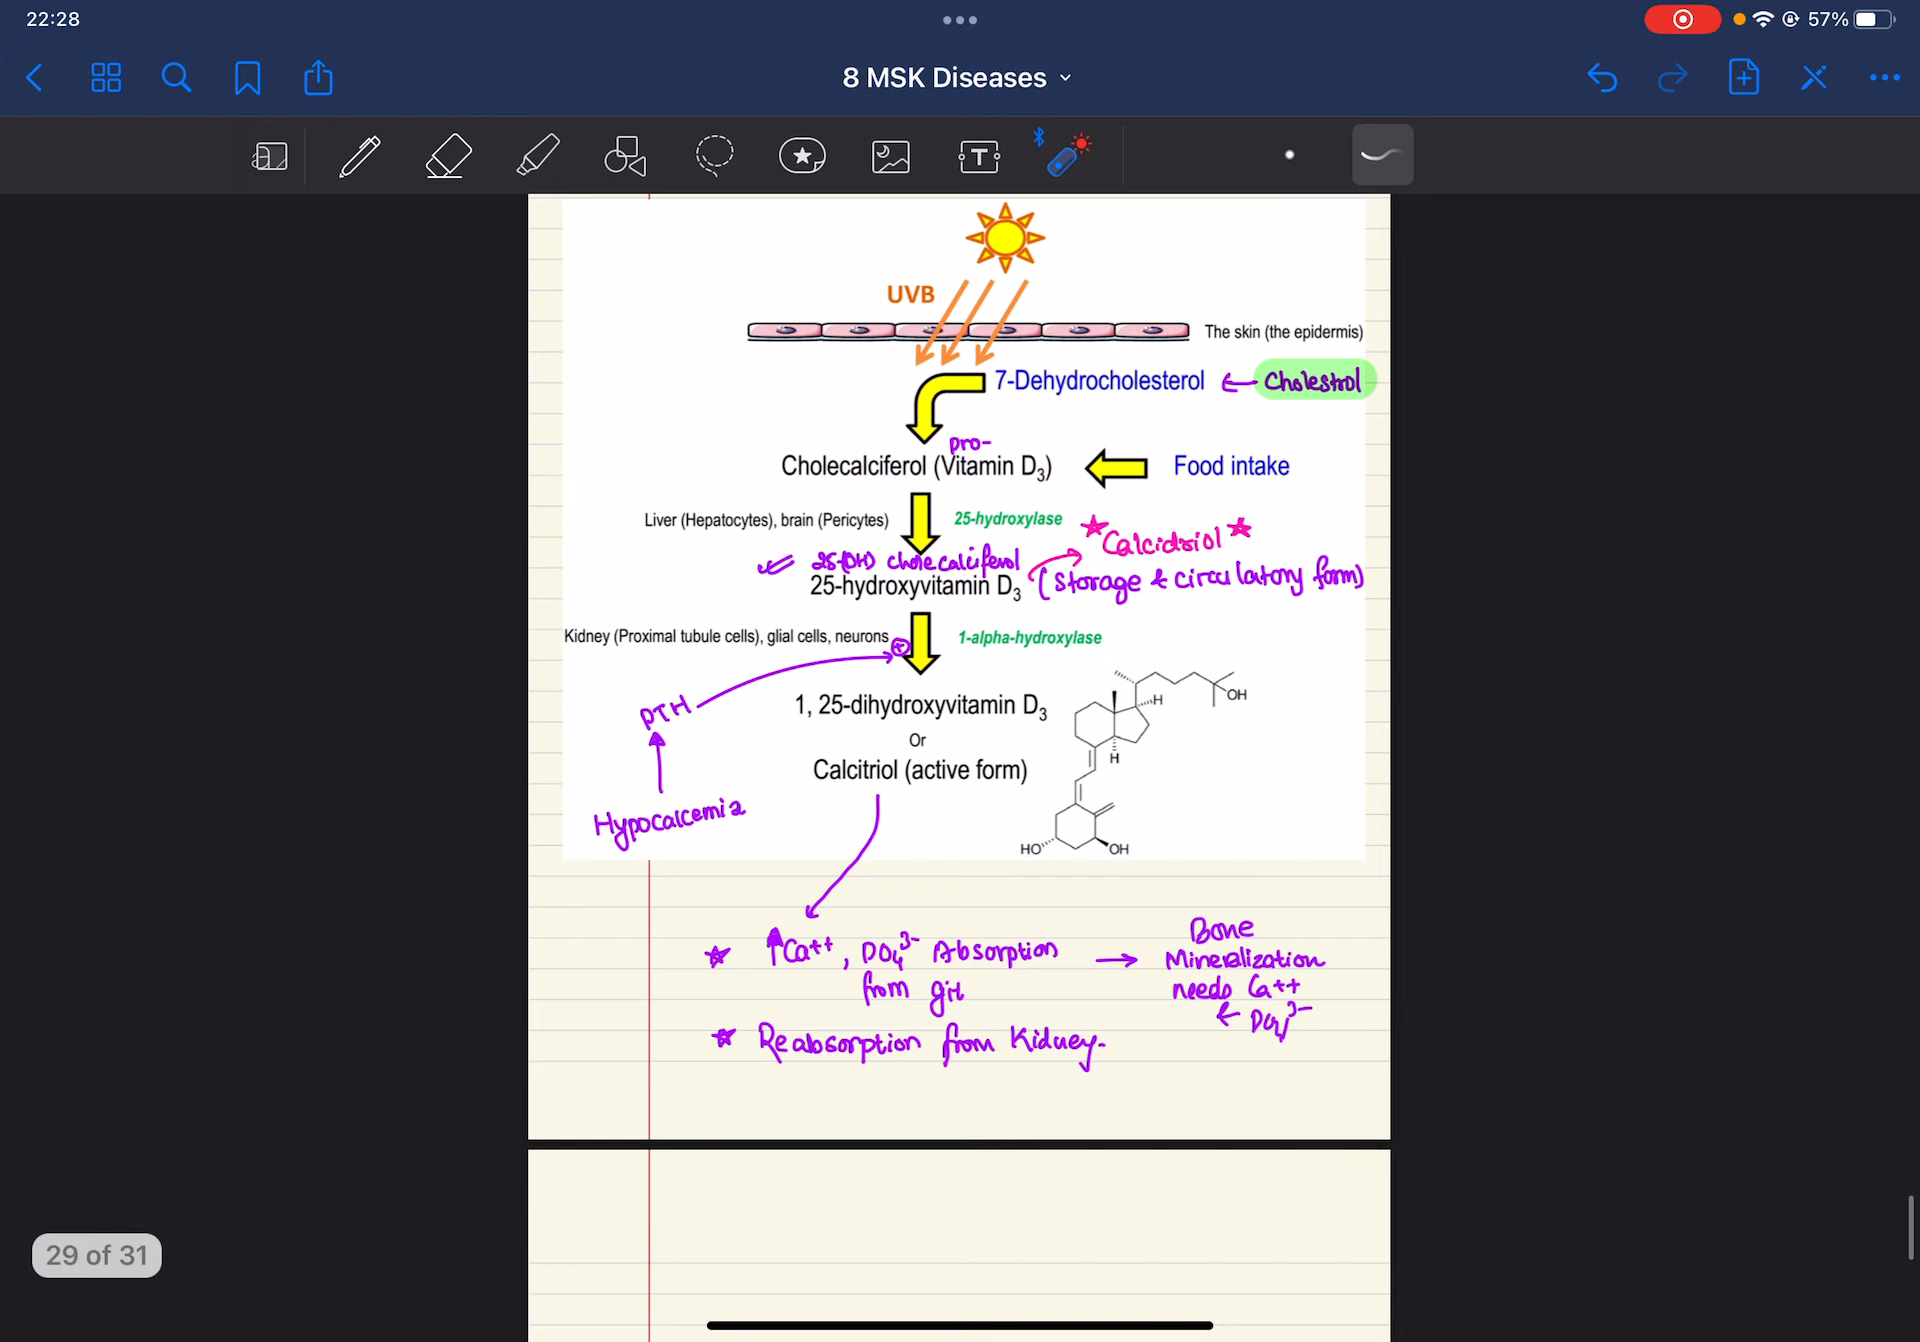 22:28
57%
8 MSK Diseases
T
UVB
The skin (the epidermis)
7-Dehydrocholesterol ← Cholestrol
pro-
Cholecalciferol (Vitamin D3)
Food intake
Liver (Hepatocytes), brain (Pericytes)
25-hydroxylase
Calcidriol
25(OH) cholecalciferol
25-hydroxyvitamin D3
(Storage & circulatory form)
Kidney (Proximal tubule cells), glial cells, neurons
+
1-alpha-hydroxylase
PTH
1, 25-dihydroxyvitamin D3
Or
Calcitriol (active form)
Hypocalcemia
OH
H
H
HO
OH
↑Ca++, PO4 3- Absorption
from git
→ Bone
Mineralization
needs Ca++
& PO4 3-
Reabsorption from Kidney.
29 of 31